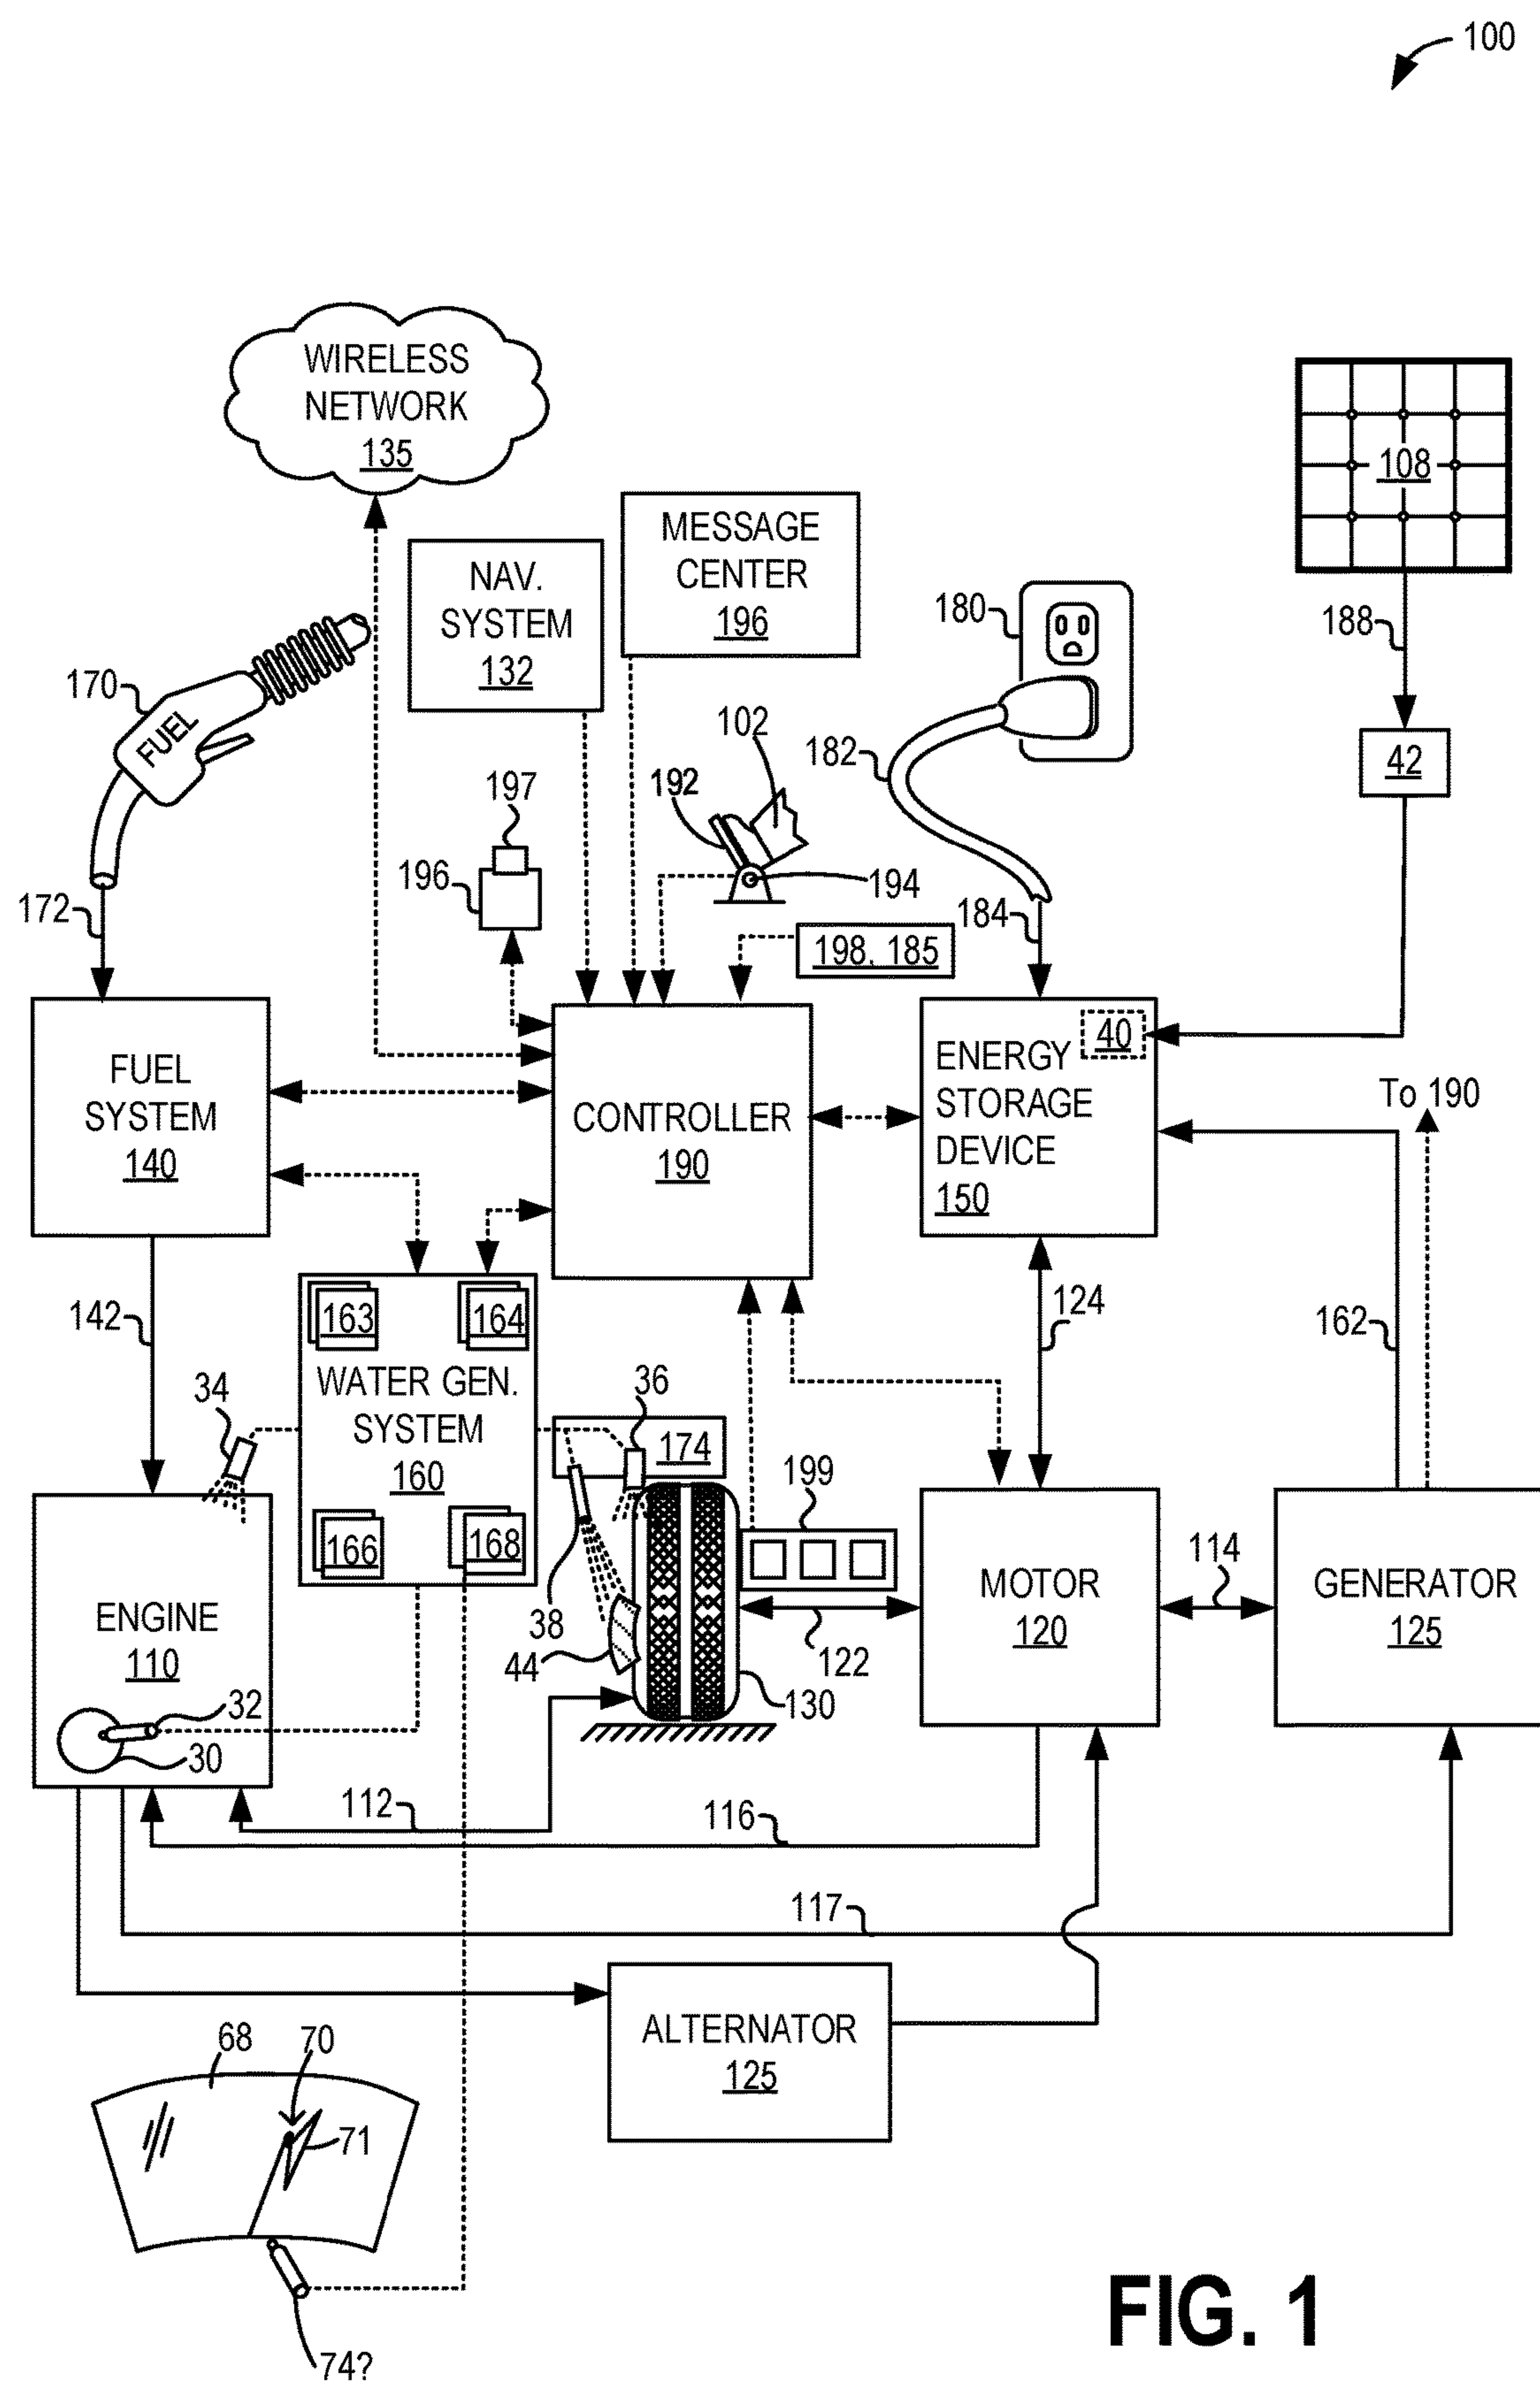 100
WIRELESS
NETWORK
135
108
MESSAGE
CENTER
196
NAV.
SYSTEM
132
180
188
170
FUEL
102
182
42
197
192
196
194
172
184
198, 185
40
FUEL
SYSTEM
140
CONTROLLER
190
ENERGY
STORAGE
DEVICE
150
To 190
142
163
164
124
162
34
WATER GEN.
SYSTEM
160
36
174
199
166
168
114
ENGINE
110
38
44
122
MOTOR
120
GENERATOR
125
32
30
130
112
116
117
ALTERNATOR
125
68
70
71
74?
FIG. 1